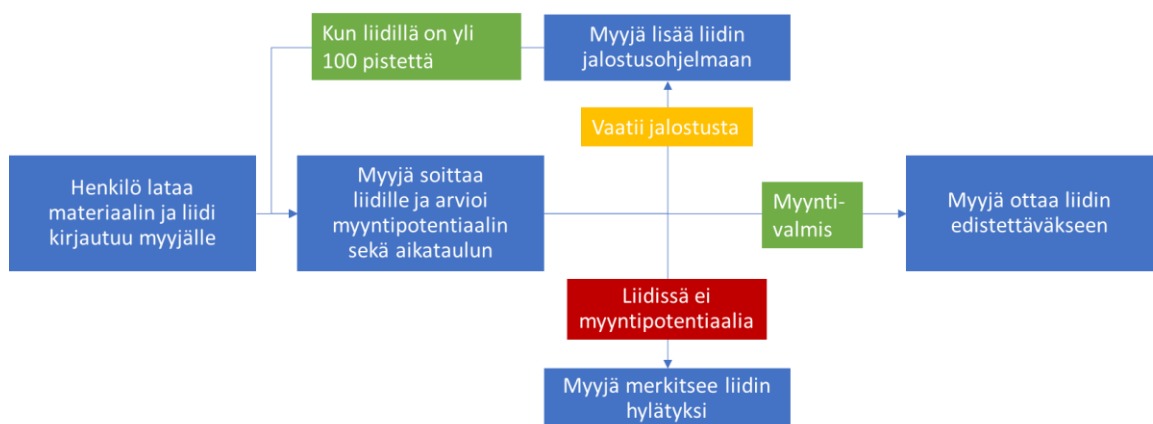 Kun liidillä on yli
100 pistettä
Myyjä lisää liidin
jalostusohjelmaan
Vaatii jalostusta
Henkilö lataa
materiaalin ja liidi
kirjautuu myyjälle
Myyjä soittaa
liidille ja arvioi
myyntipotentiaalin
sekä aikataulun
Myynti-
valmis
Myyjä ottaa liidin
edistettäväkseen
Liidissä ei
myyntipotentiaalia
Myyjä merkitsee liidin
hylätyksi